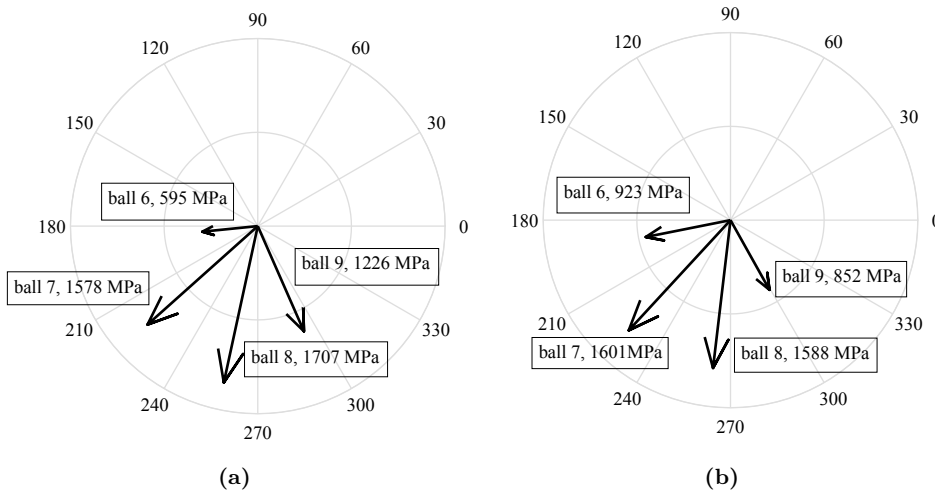 90
120
60
150
30
ball 6, 595 MPa
180
0
ball 9, 1226 MPa
ball 7, 1578 MPa
210
330
ball 8, 1707 MPa
240
300
270
(a)
90
120
60
150
30
ball 6, 923 MPa
180
0
ball 9, 852 MPa
210
330
ball 7, 1601MPa
ball 8, 1588 MPa
240
300
270
(b)